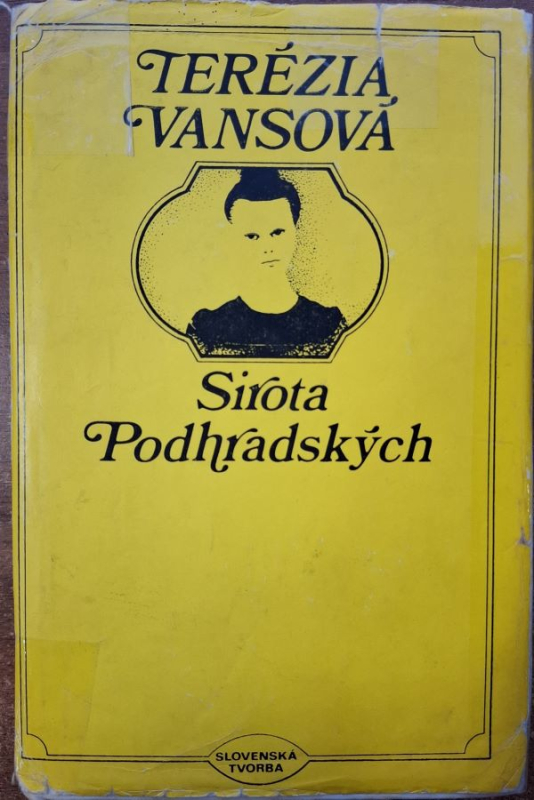 TERÉZIA
VANSOVÁ
Sirota
Podhradských
SLOVENSKÁ
TVORBA